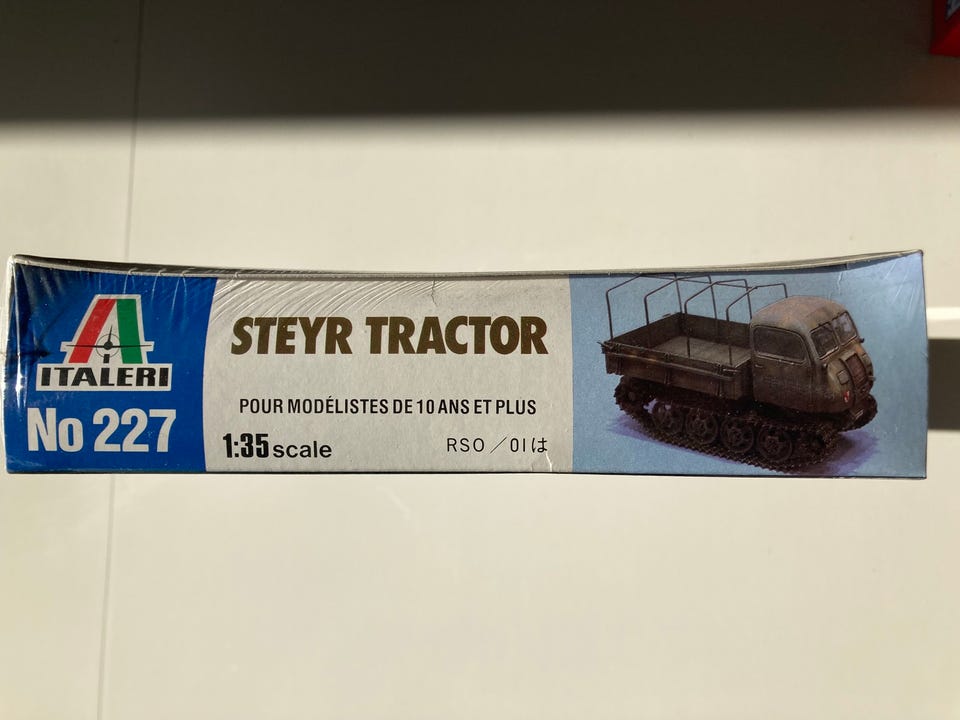 ITALERI
No 227
STEYR TRACTOR
POUR MODÉLISTES DE 10 ANS ET PLUS
1:35 scale
RSO／01は